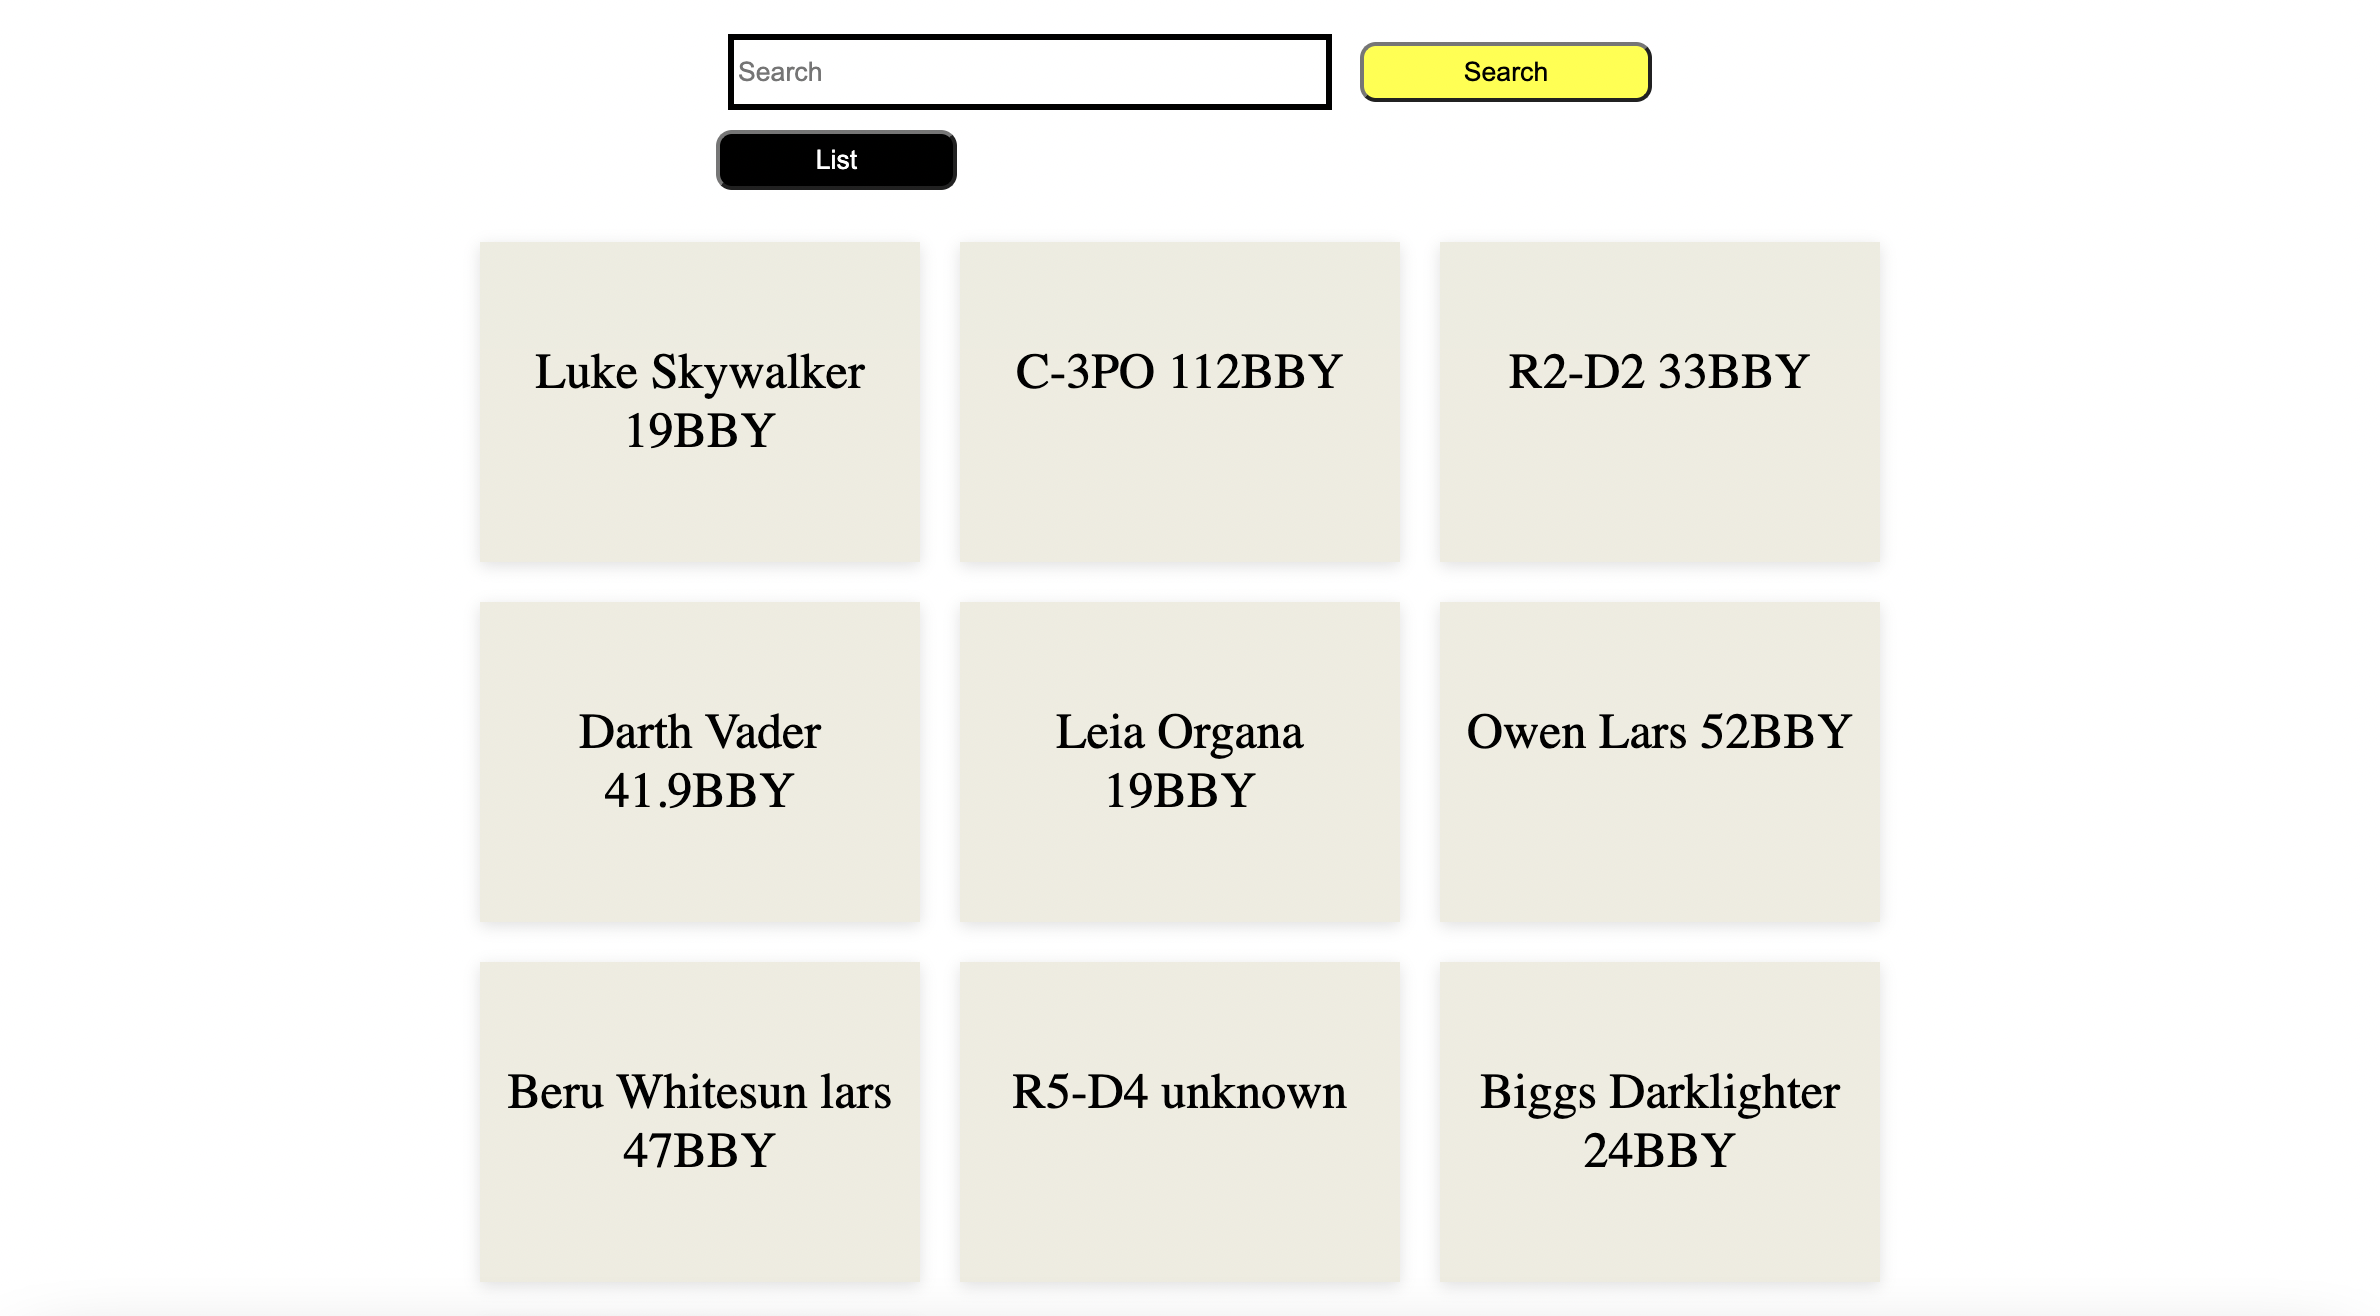 Search
Search
List
Luke Skywalker
19BBY
C-3PO 112BBY
R2-D2 33BBY
Darth Vader
41.9BBY
Leia Organa
19BBY
Owen Lars 52BBY
Beru Whitesun lars
47BBY
R5-D4 unknown
Biggs Darklighter
24BBY